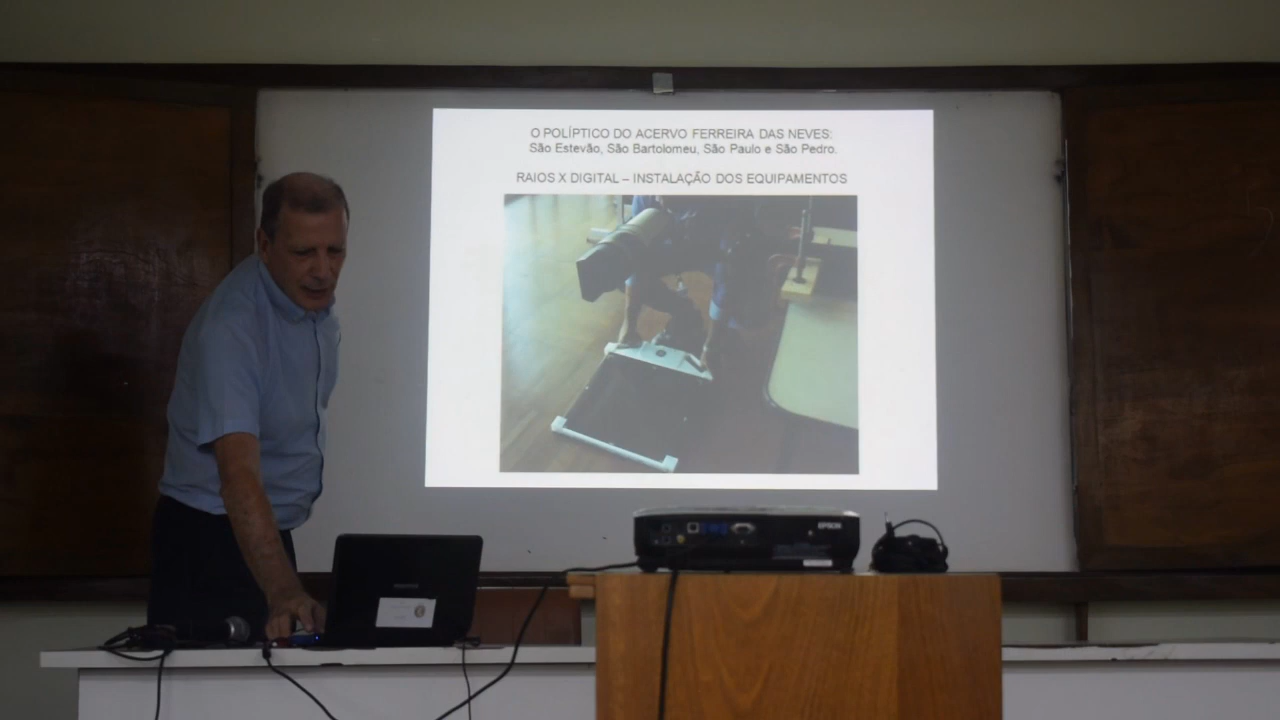 O POLÍPTICO DO ACERVO FERREIRA DAS NEVES:
São Estevão, São Bartolomeu, São Paulo e São Pedro.
RAIOS X DIGITAL – INSTALAÇÃO DOS EQUIPAMENTOS
EPSON